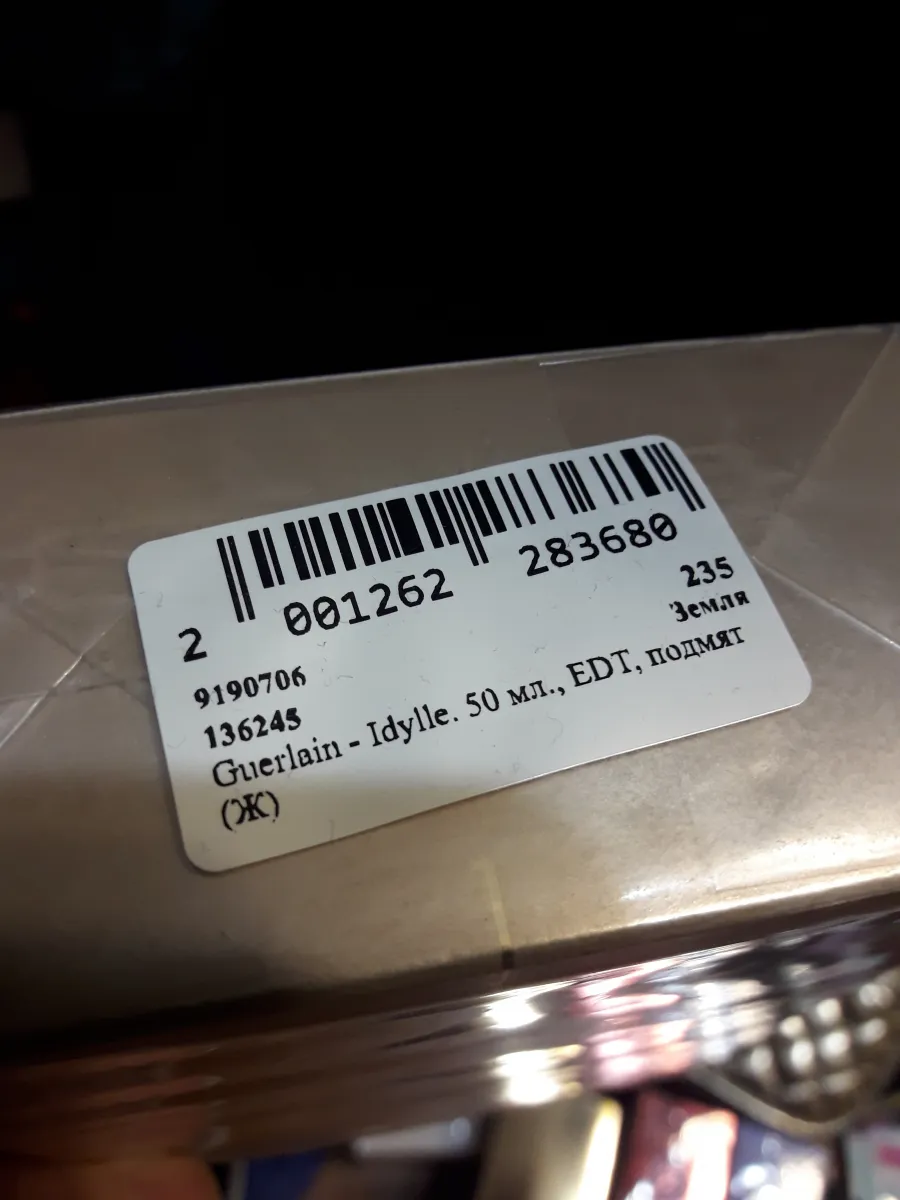 2 001262 283680
9190706 235
136245 Земля
Guerlain - Idylle. 50 мл., EDT, подмят
(Ж)